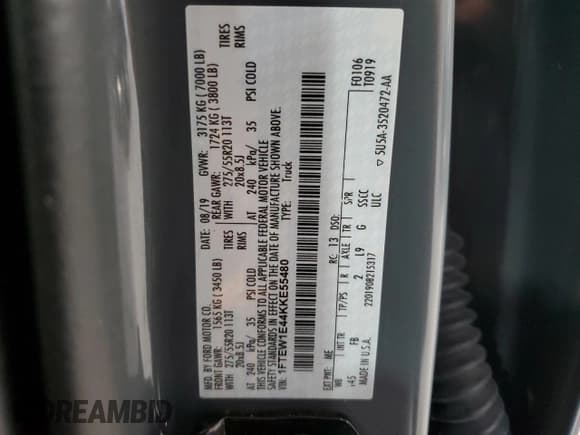 MFD. BY FORD MOTOR CO.
DATE: 08/19
GVWR: 3175 KG ( 7000 LB)
FRONT GAWR: 1565 KG ( 3450 LB)
REAR GAWR: 1724 KG ( 3800 LB)
WITH 275/55R20 113T TIRES
20x8.5J RIMS
AT 240 kPa/ 35 PSI COLD
WITH 275/55R20 113T TIRES
20x8.5J RIMS
AT 240 kPa/ 35 PSI COLD
THIS VEHICLE CONFORMS TO ALL APPLICABLE FEDERAL MOTOR VEHICLE
SAFETY STANDARDS IN EFFECT ON THE DATE OF MANUFACTURE SHOWN ABOVE.
VIN: 1FTEW1E44KKE55480
TYPE: Truck
F0106
T0919
EXT PNT: ME RC: 13 DSO:
WB INT TR TP/PS R AXLE TR SPR
145 FB 2 L9 G SSCC
ULC
220190821S317
MADE IN U.S.A.
▽ 5U5A-3520472-AA
DREAMBID